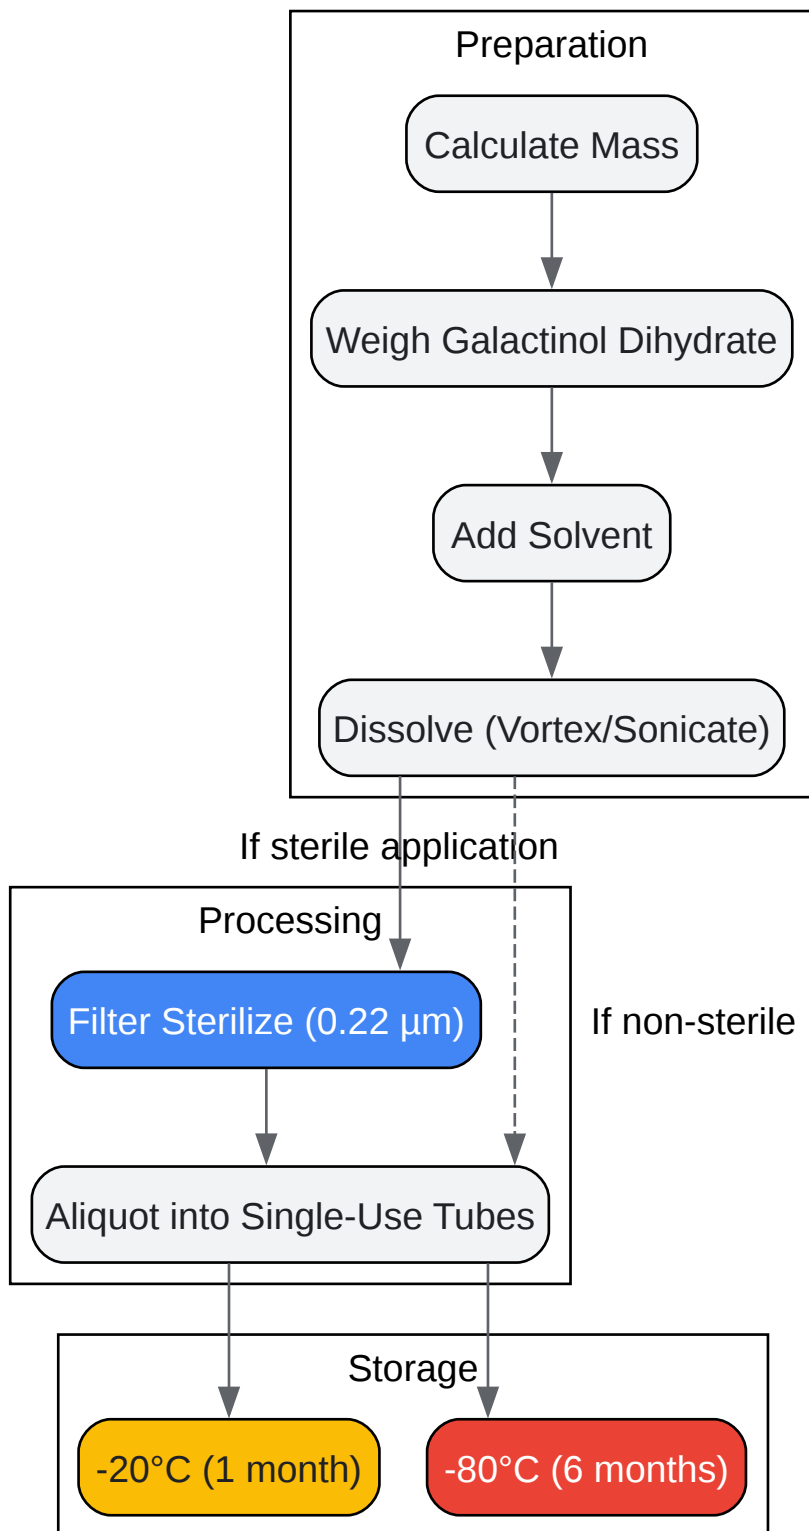 Preparation
Calculate Mass
Weigh Galactinol Dihydrate
Add Solvent
Dissolve (Vortex/Sonicate)
If sterile application
Processing
Filter Sterilize (0.22 µm)
If non-sterile
Aliquot into Single-Use Tubes
Storage
-20°C (1 month)
-80°C (6 months)